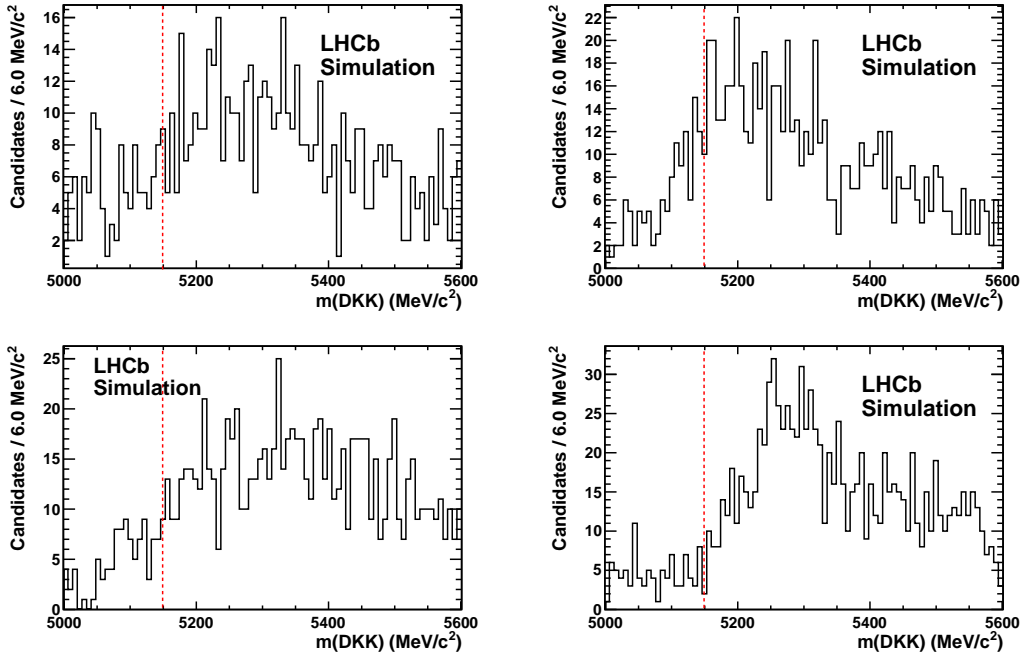 Candidates / 6.0 MeV/c²
16
14
12
10
8
6
4
2
LHCb
Simulation
5000 5200 5400 5600
m(DKK) (MeV/c²)
Candidates / 6.0 MeV/c²
22
20
18
16
14
12
10
8
6
4
2
0
LHCb
Simulation
5000 5200 5400 5600
m(DKK) (MeV/c²)
Candidates / 6.0 MeV/c²
25
20
15
10
5
0
LHCb
Simulation
5000 5200 5400 5600
m(DKK) (MeV/c²)
Candidates / 6.0 MeV/c²
30
25
20
15
10
5
0
LHCb
Simulation
5000 5200 5400 5600
m(DKK) (MeV/c²)